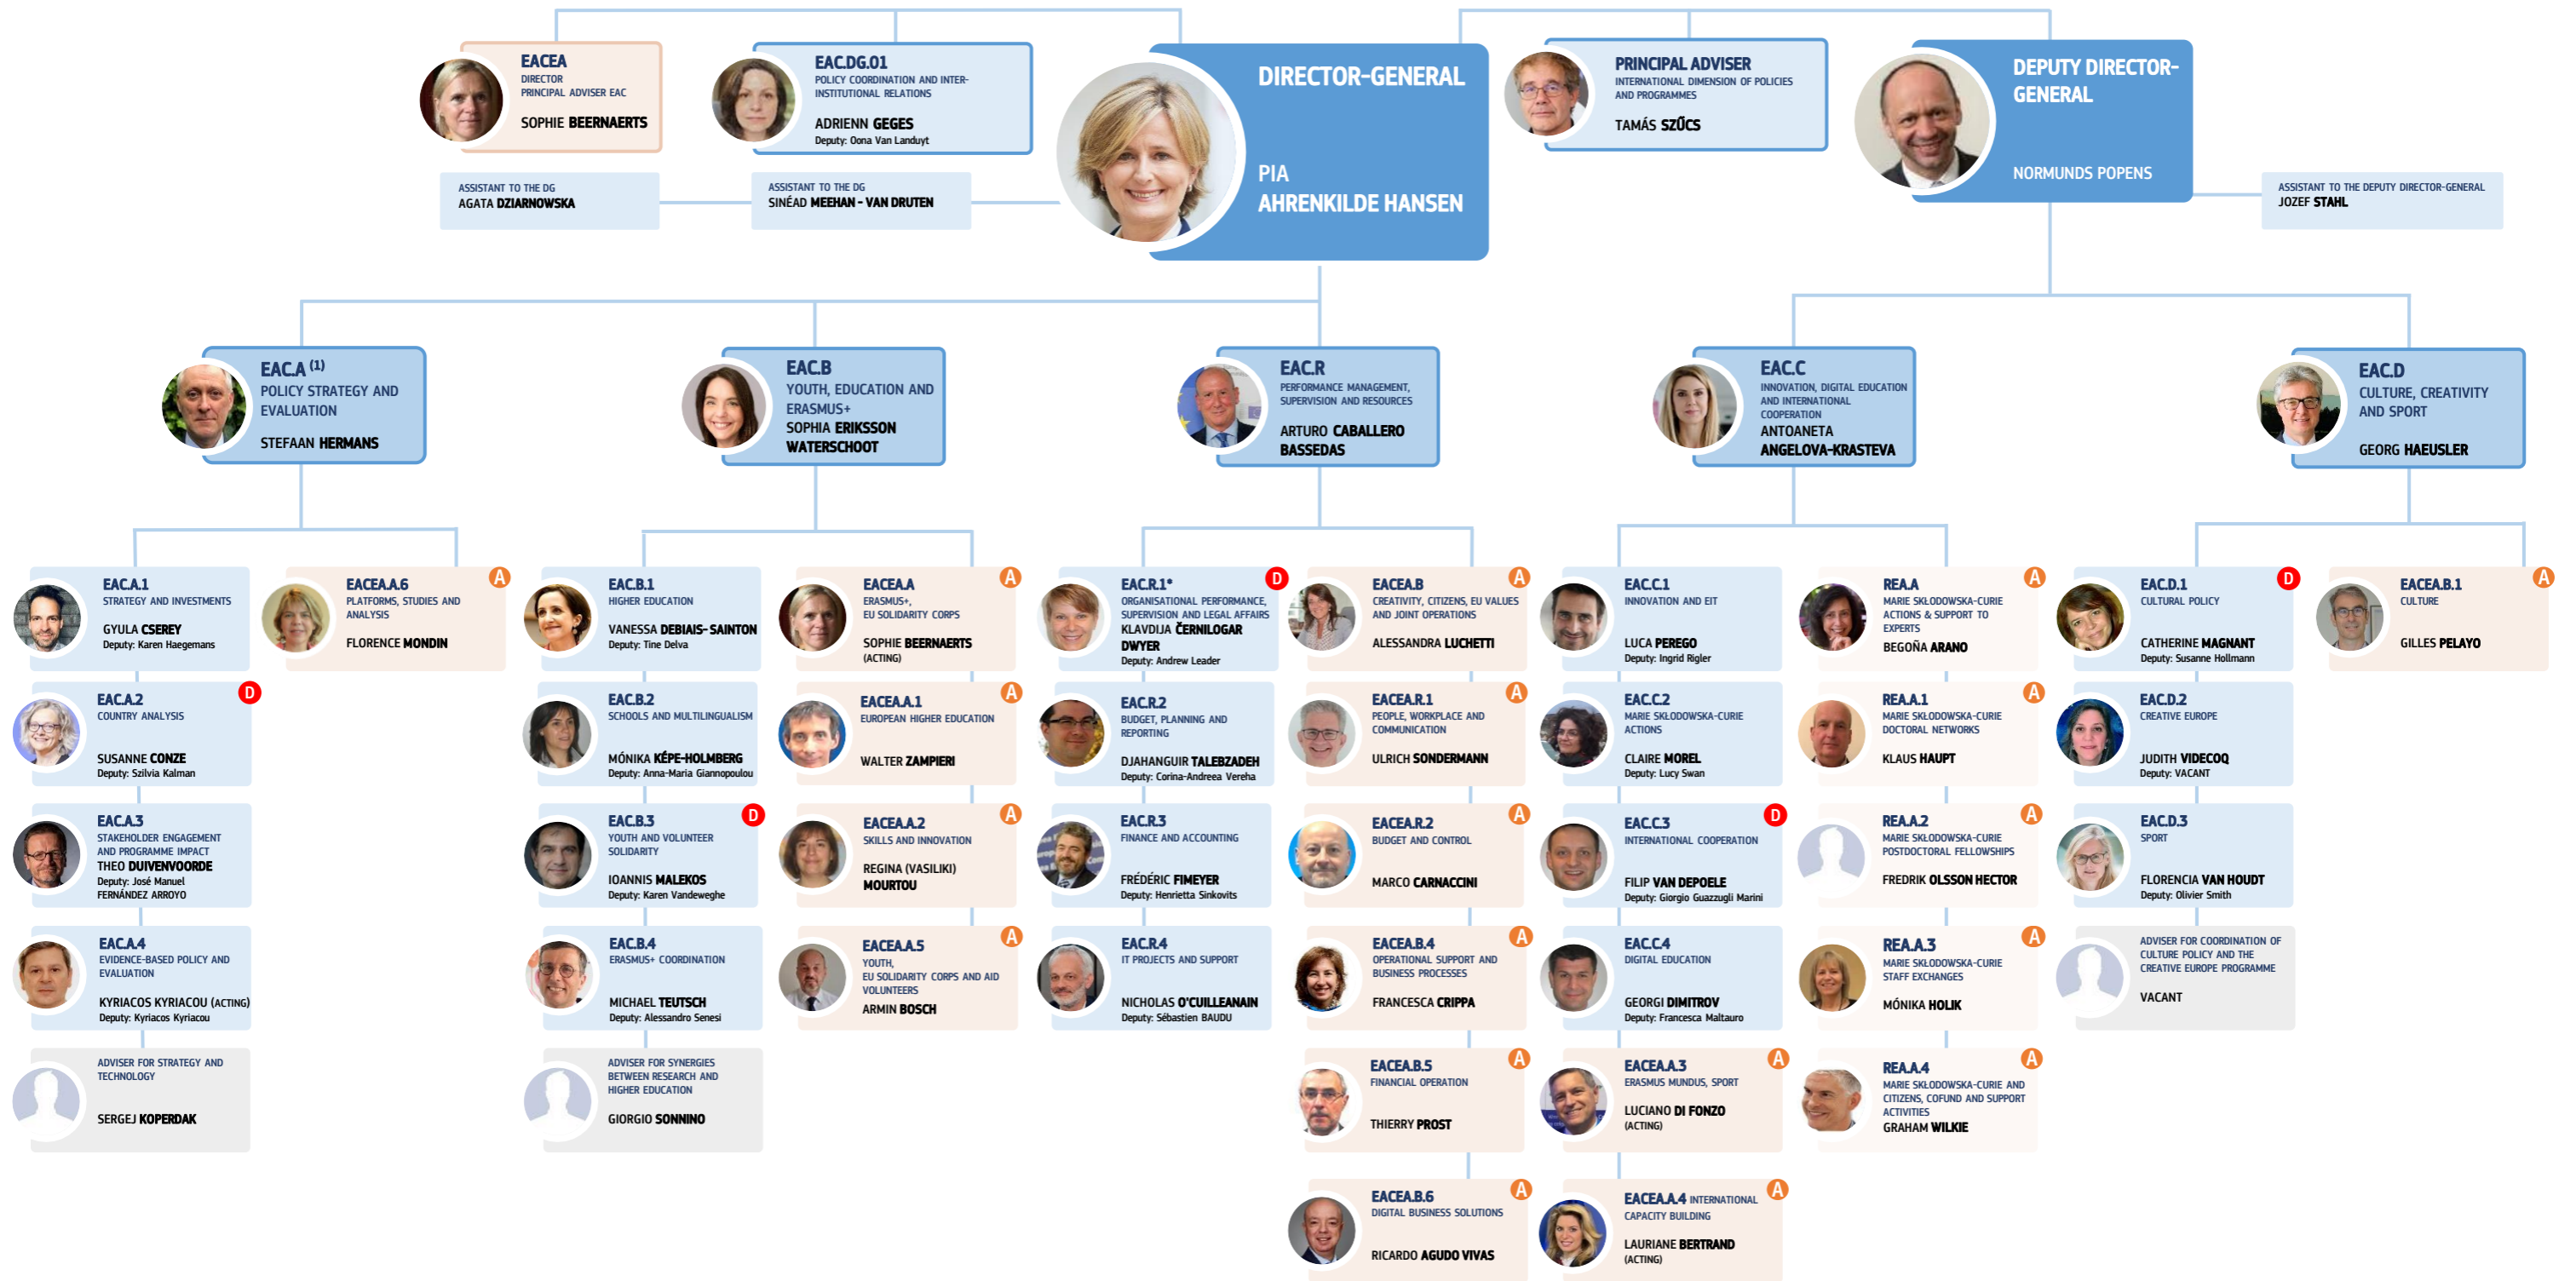 EACEA
DIRECTOR
PRINCIPAL ADVISER EAC
SOPHIE BEERNAERTS
EAC.DG.01
POLICY COORDINATION AND INTER-
INSTITUTIONAL RELATIONS
ADRIENN GEGES
Deputy: Oona Van Landuyt
DIRECTOR-GENERAL
PIA
AHRENKILDE HANSEN
PRINCIPAL ADVISER
INTERNATIONAL DIMENSION OF POLICIES
AND PROGRAMMES
TAMÁS SZŰCS
DEPUTY DIRECTOR-
GENERAL
NORMUNDS POPENS
ASSISTANT TO THE DG
AGATA DZIARNOWSKA
ASSISTANT TO THE DG
SINÉAD MEEHAN - VAN DRUTEN
ASSISTANT TO THE DEPUTY DIRECTOR-GENERAL
JOZEF STAHL
EAC.A (1)
POLICY STRATEGY AND
EVALUATION
STEFAAN HERMANS
EAC.B
YOUTH, EDUCATION AND
ERASMUS+
SOPHIA ERIKSSON
WATERSCHOOT
EAC.R
PERFORMANCE MANAGEMENT,
SUPERVISION AND RESOURCES
ARTURO CABALLERO
BASSEDAS
EAC.C
INNOVATION, DIGITAL EDUCATION
AND INTERNATIONAL
COOPERATION
ANTOANETA
ANGELOVA-KRASTEVA
EAC.D
CULTURE, CREATIVITY
AND SPORT
GEORG HAEUSLER
EAC.A.1
STRATEGY AND INVESTMENTS
GYULA CSEREY
Deputy: Karen Haegemans
EAC.A.2
D
COUNTRY ANALYSIS
SUSANNE CONZE
Deputy: Szilvia Kalman
EAC.A.3
STAKEHOLDER ENGAGEMENT
AND PROGRAMME IMPACT
THEO DUIVENVOORDE
Deputy: José Manuel
FERNÁNDEZ ARROYO
EAC.A.4
EVIDENCE-BASED POLICY AND
EVALUATION
KYRIACOS KYRIACOU (ACTING)
Deputy: Kyriacos Kyriacou
ADVISER FOR STRATEGY AND
TECHNOLOGY
SERGEJ KOPERDAK
EACEA.A.6
A
PLATFORMS, STUDIES AND
ANALYSIS
FLORENCE MONDIN
EAC.B.1
HIGHER EDUCATION
VANESSA DEBIAIS- SAINTON
Deputy: Tine Delva
EAC.B.2
SCHOOLS AND MULTILINGUALISM
MÓNIKA KÉPE-HOLMBERG
Deputy: Anna-Maria Giannopoulou
EAC.B.3
D
YOUTH AND VOLUNTEER
SOLIDARITY
IOANNIS MALEKOS
Deputy: Karen Vandeweghe
EAC.B.4
ERASMUS+ COORDINATION
MICHAEL TEUTSCH
Deputy: Alessandro Senesi
ADVISER FOR SYNERGIES
BETWEEN RESEARCH AND
HIGHER EDUCATION
GIORGIO SONNINO
EACEA.A
A
ERASMUS+,
EU SOLIDARITY CORPS
SOPHIE BEERNAERTS
(ACTING)
EACEA.A.1
A
EUROPEAN HIGHER EDUCATION
WALTER ZAMPIERI
EACEA.A.2
A
SKILLS AND INNOVATION
REGINA (VASILIKI)
MOURTOU
EACEA.A.5
A
YOUTH,
EU SOLIDARITY CORPS AND AID
VOLUNTEERS
ARMIN BOSCH
EAC.R.1*
D
ORGANISATIONAL PERFORMANCE,
SUPERVISION AND LEGAL AFFAIRS
KLAVDIJA ČERNILOGAR
DWYER
Deputy: Andrew Leader
EAC.R.2
BUDGET, PLANNING AND
REPORTING
DJAHANGUIR TALEBZADEH
Deputy: Corina-Andreea Vereha
EAC.R.3
FINANCE AND ACCOUNTING
FRÉDÉRIC FIMEYER
Deputy: Henrietta Sinkovits
EAC.R.4
IT PROJECTS AND SUPPORT
NICHOLAS O'CUILLEANAIN
Deputy: Sébastien BAUDU
EACEA.B
A
CREATIVITY, CITIZENS, EU VALUES
AND JOINT OPERATIONS
ALESSANDRA LUCHETTI
EACEA.R.1
A
PEOPLE, WORKPLACE AND
COMMUNICATION
ULRICH SONDERMANN
EACEA.R.2
A
BUDGET AND CONTROL
MARCO CARNACCINI
EACEA.B.4
A
OPERATIONAL SUPPORT AND
BUSINESS PROCESSES
FRANCESCA CRIPPA
EACEA.B.5
A
FINANCIAL OPERATION
THIERRY PROST
EACEA.B.6
A
DIGITAL BUSINESS SOLUTIONS
RICARDO AGUDO VIVAS
EAC.C.1
INNOVATION AND EIT
LUCA PEREGO
Deputy: Ingrid Rigler
EAC.C.2
MARIE SKŁODOWSKA-CURIE
ACTIONS
CLAIRE MOREL
Deputy: Lucy Swan
EAC.C.3
D
INTERNATIONAL COOPERATION
FILIP VAN DEPOELE
Deputy: Giorgio Guazzugli Marini
EAC.C.4
DIGITAL EDUCATION
GEORGI DIMITROV
Deputy: Francesca Maltauro
EACEA.A.3
A
ERASMUS MUNDUS, SPORT
LUCIANO DI FONZO
(ACTING)
EACEA.A.4 INTERNATIONAL
A
CAPACITY BUILDING
LAURIANE BERTRAND
(ACTING)
REA.A
A
MARIE SKŁODOWSKA-CURIE
ACTIONS & SUPPORT TO
EXPERTS
BEGOÑA ARANO
REA.A.1
A
MARIE SKŁODOWSKA-CURIE
DOCTORAL NETWORKS
KLAUS HAUPT
REA.A.2
A
MARIE SKŁODOWSKA-CURIE
POSTDOCTORAL FELLOWSHIPS
FREDRIK OLSSON HECTOR
REA.A.3
A
MARIE SKŁODOWSKA-CURIE
STAFF EXCHANGES
MÓNIKA HOLIK
REA.A.4
A
MARIE SKŁODOWSKA-CURIE AND
CITIZENS, COFUND AND SUPPORT
ACTIVITIES
GRAHAM WILKIE
EAC.D.1
D
CULTURAL POLICY
CATHERINE MAGNANT
Deputy: Susanne Hollmann
EAC.D.2
CREATIVE EUROPE
JUDITH VIDECOQ
Deputy: VACANT
EAC.D.3
SPORT
FLORENCIA VAN HOUDT
Deputy: Olivier Smith
ADVISER FOR COORDINATION OF
CULTURE POLICY AND THE
CREATIVE EUROPE PROGRAMME
VACANT
EACEA.B.1
A
CULTURE
GILLES PELAYO